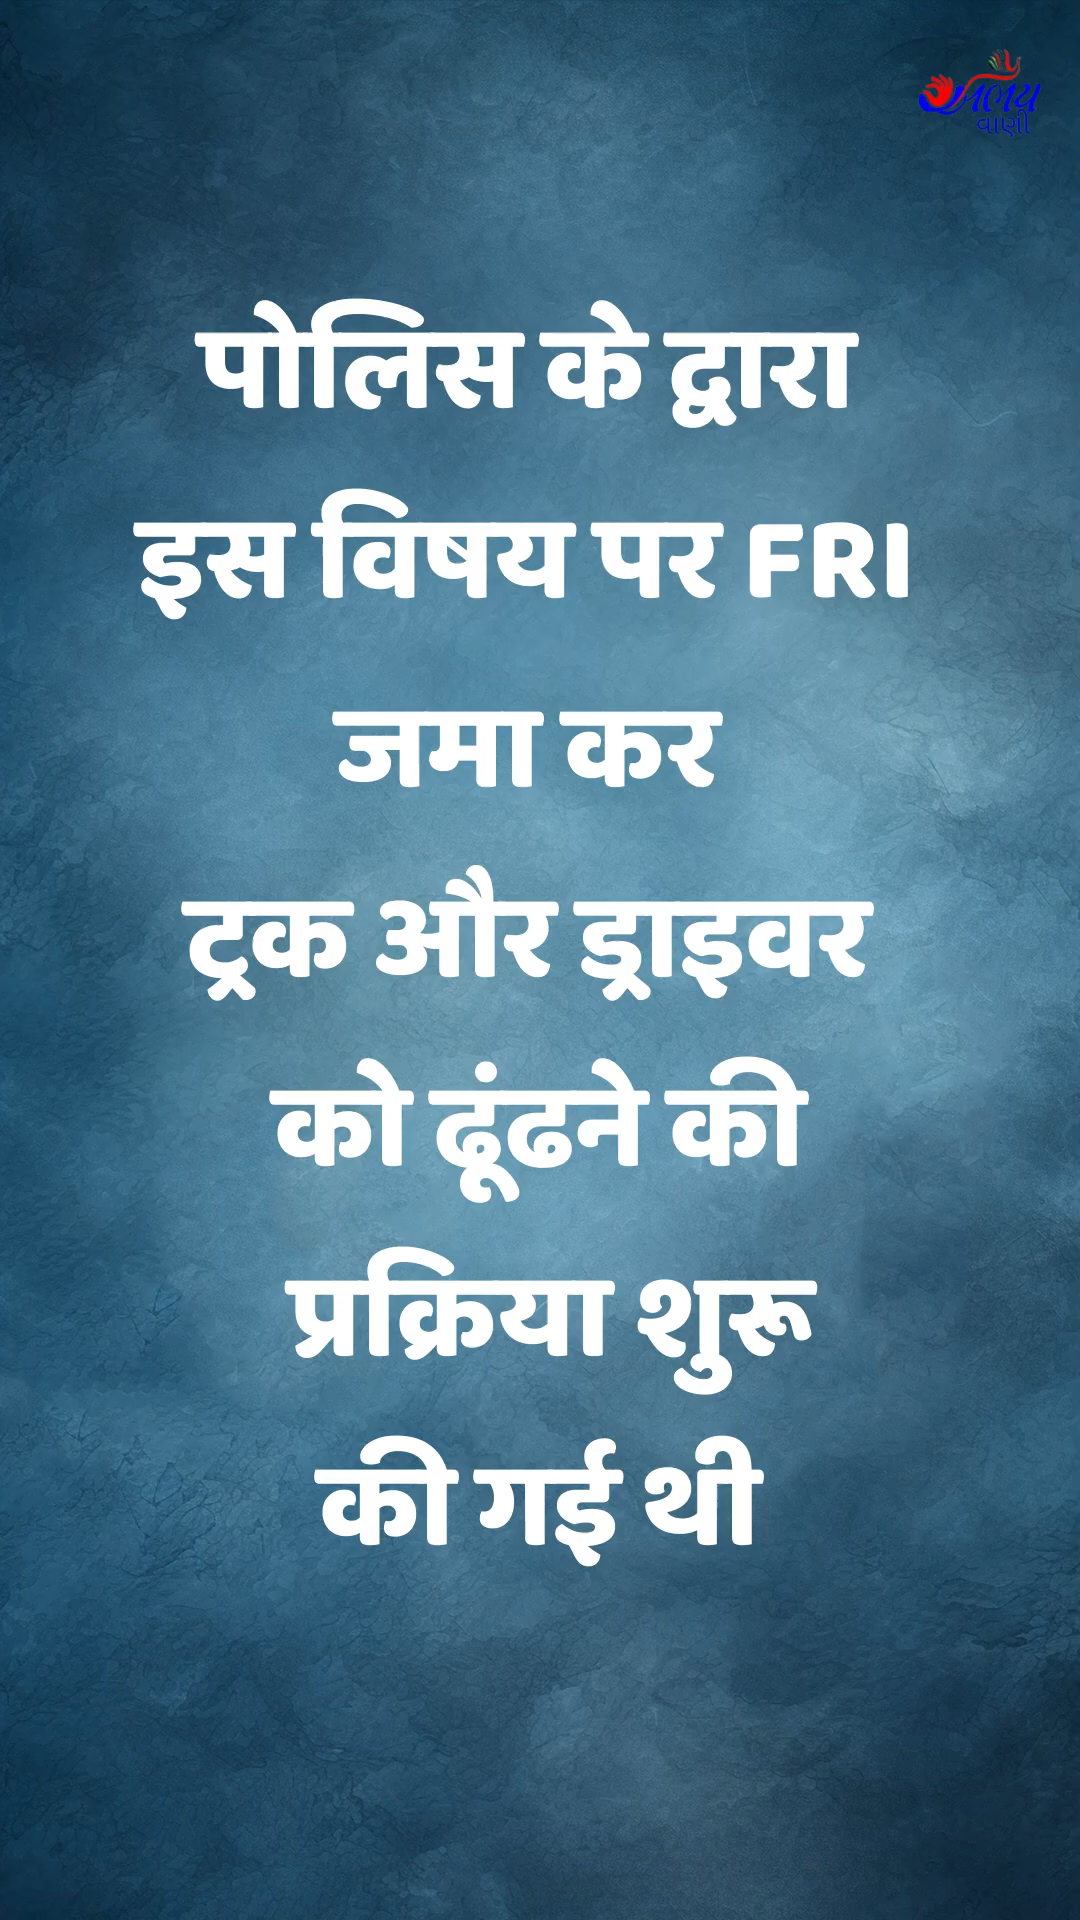 वाणी
पोलिस के द्वारा
इस विषय पर FRI
जमा कर
ट्रक और ड्राइवर
को ढूंढने की
प्रक्रिया शुरू
की गई थी